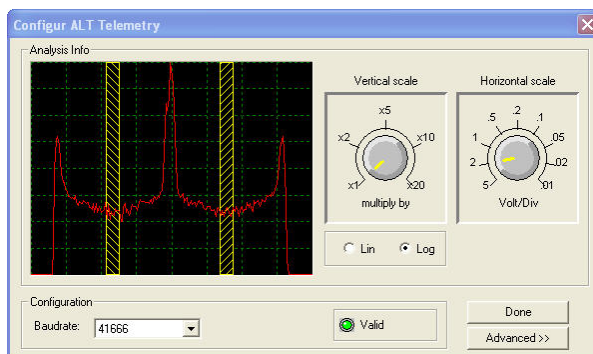 Configur ALT Telemetry
Analysis Info
Vertical scale
x1
x2
x5
x10
x20
multiply by
Lin
Log
Horizontal scale
5
2
1
.5
.2
.1
.05
.02
.01
Volt/Div
Configuration
Baudrate:
41666
Valid
Done
Advanced >>